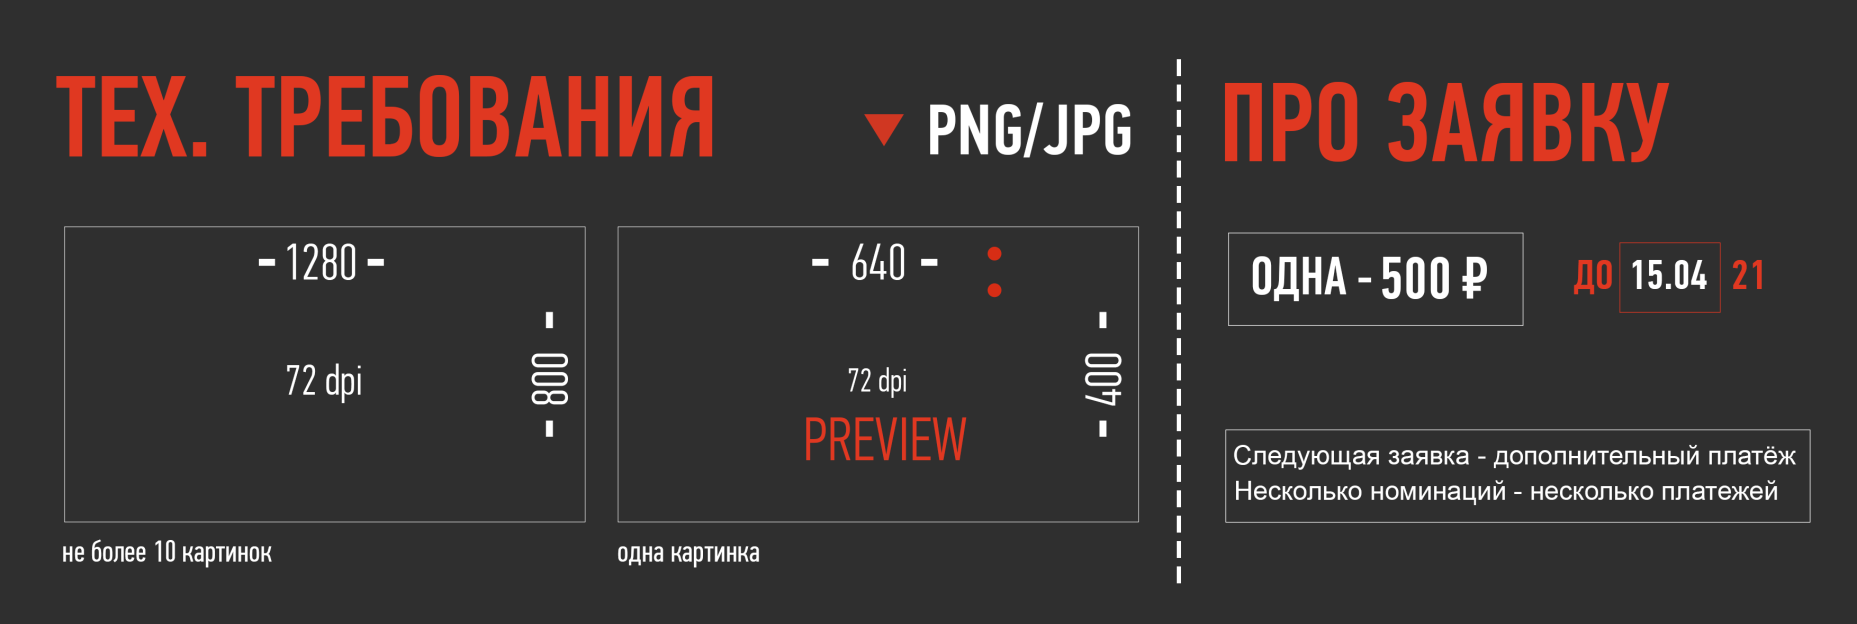 ТЕХ. ТРЕБОВАНИЯ
PNG/JPG
- 1280 -
- 800 -
72 dpi
не более 10 картинок
- 640 -
- 400 -
72 dpi
PREVIEW
одна картинка
ПРО ЗАЯВКУ
ОДНА - 500 ₽
ДО 15.04 21
Следующая заявка - дополнительный платёж
Несколько номинаций - несколько платежей